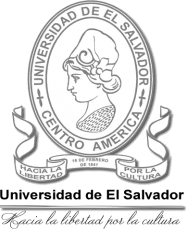 UNIVERSIDAD DE EL SALVADOR
CENTRO AMERICA
16 DE FEBRERO
DE 1841
HACIA LA
LIBERTAD
POR LA
CULTURA
Universidad de El Salvador
Hacia la libertad por la cultura